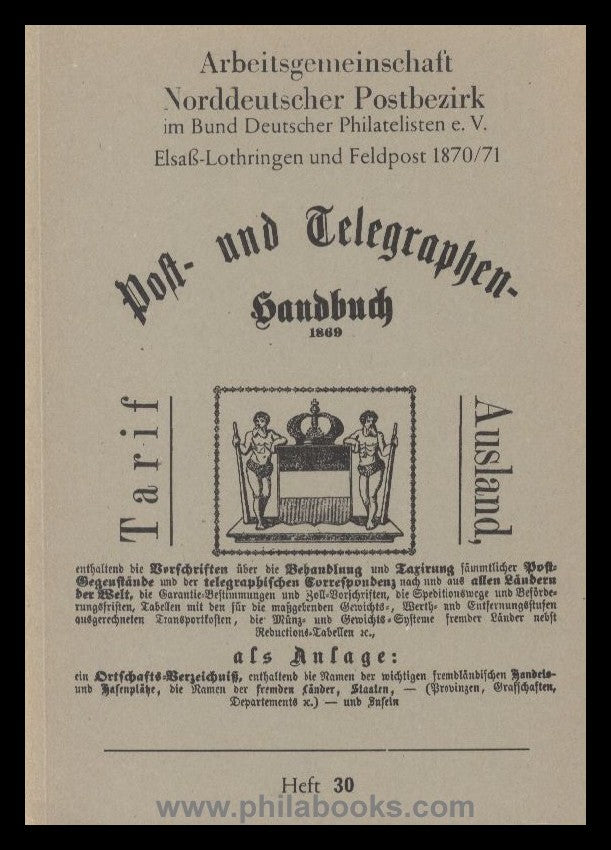 Arbeitsgemeinschaft
Norddeutscher Postbezirk
im Bund Deutscher Philatelisten e. V.
Elsaß-Lothringen und Feldpost 1870/71
Post- und Telegraphen-
Handbuch
1869
Tarif
Ausland,
enthaltend die Vorschriften über die Behandlung und Taxirung sämmtlicher Post-
Gegenstände und der telegraphischen Correspondenz nach und aus allen Ländern
der Welt, die Garantie-Bestimmungen und Zoll-Vorschriften, die Speditionswege und Beförde-
rungsfristen, Tabellen mit den für die maßgebenden Gewichts-, Werth- und Entfernungsstufen
ausgerechneten Transportkosten, die Münz- und Gewichts-Systeme fremder Länder nebst
Reductions-Tabellen ꝛc.,
als Anlage:
ein Ortschafts-Verzeichniß, enthaltend die Namen der wichtigen fremdländischen Handels-
und Hafenplätze, die Namen der fremden Länder, Staaten, — (Provinzen, Grafschaften,
Departements ꝛc.) — und Inseln
Heft 30
www.philabooks.com